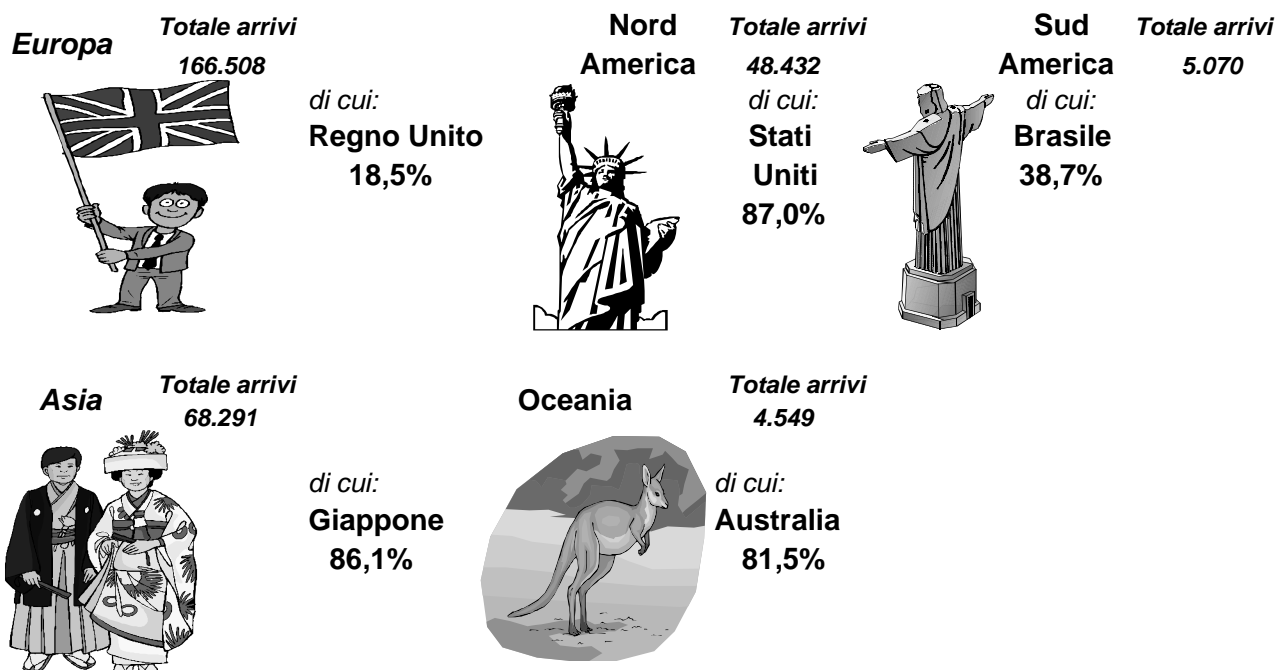 Europa
Totale arrivi
166.508
di cui:
Regno Unito
18,5%
Nord
America
Totale arrivi
48.432
di cui:
Stati
Uniti
87,0%
Sud
America
Totale arrivi
5.070
di cui:
Brasile
38,7%
Asia
Totale arrivi
68.291
di cui:
Giappone
86,1%
Oceania
Totale arrivi
4.549
di cui:
Australia
81,5%